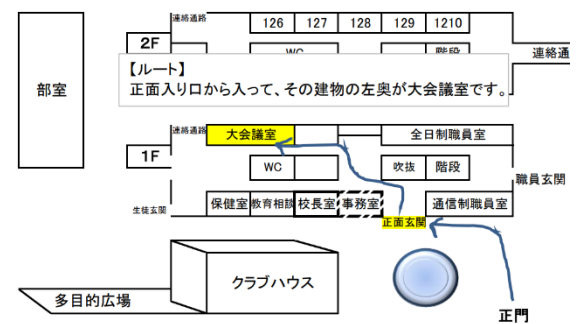 連絡通路
126 127 128 129 1210
2F
WC 階段
連絡通
【ルート】
正面入り口から入って、その建物の左奥が大会議室です。
部室
連絡通路
大会議室 全日制職員室
1F
WC 吹抜 階段
職員玄関
生徒玄関
保健室 教育相談 校長室 事務室 通信制職員室
正面玄関
クラブハウス
多目的広場
正門